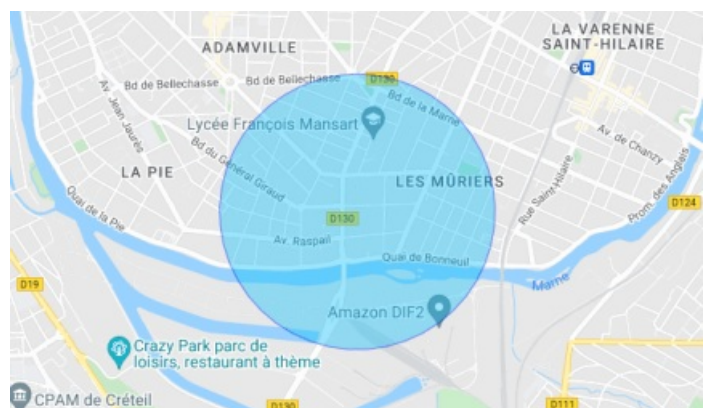 LA VARENNE
SAINT-HILAIRE
ADAMVILLE
Bd de Bellechasse
Bd de Bellechasse
D130
Bd de la Marne
Lycée François Mansart
Av. Jean Jaurès
Av. de Chanzy
Bd du Général Giraud
LA PIE
LES MÛRIERS
Rue Saint-Hilaire
Prom. des Anglais
Quai de la Pie
D130
D124
Av. Raspail
Quai de Bonneuil
Marne
D19
Amazon DIF2
Crazy Park parc de
loisirs, restaurant à thème
CPAM de Créteil
D130
D111